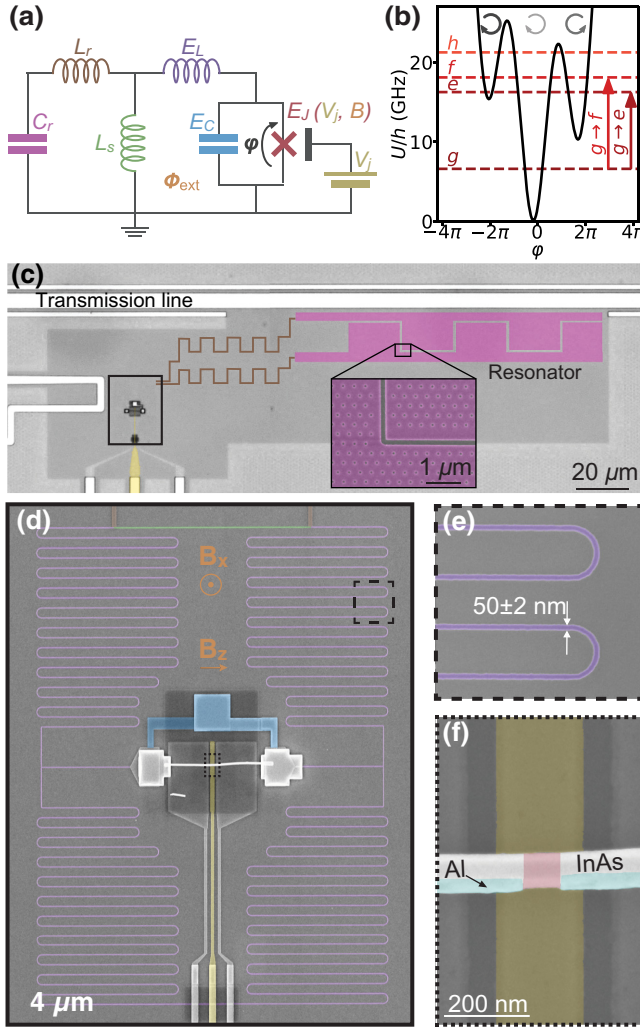 (a)
L_r
E_L
C_r
L_s
E_C
φ
E_J (V_j, B)
V_j
Φ_ext
(b)
U/h (GHz)
20
10
0
h
f
e
g
g→f
g→e
−4π −2π 0 2π 4π
φ
(c)
Transmission line
Resonator
1 μm
20 μm
(d)
B_x
B_z
4 μm
(e)
50±2 nm
(f)
Al
InAs
200 nm